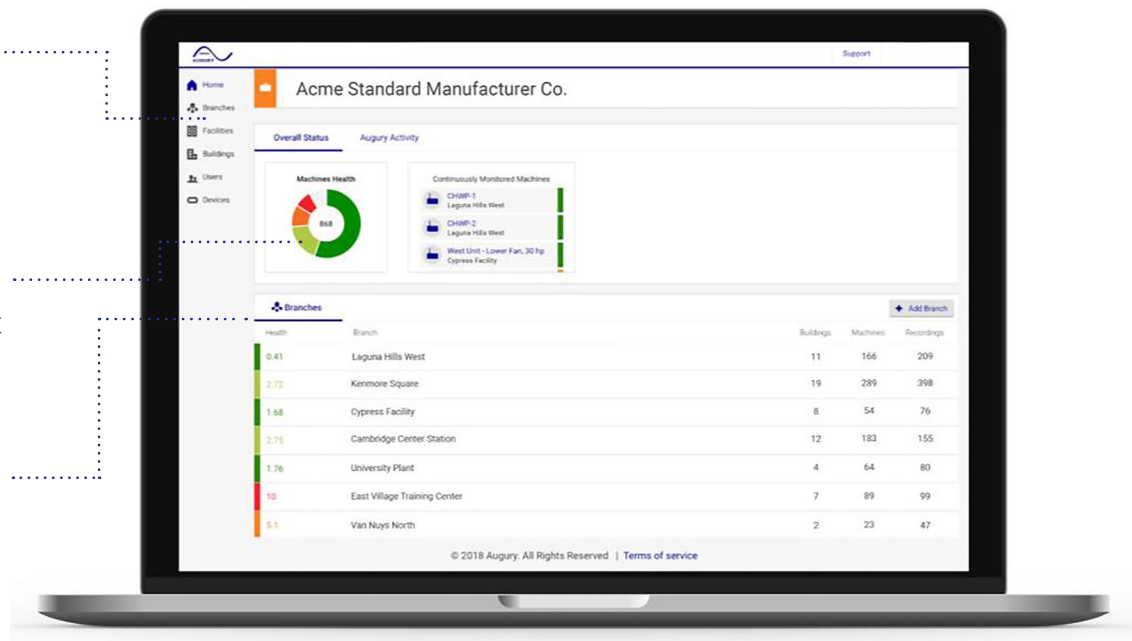 AUGURY
Support
Home
Branches
Facilities
Buildings
Users
Devices
Acme Standard Manufacturer Co.
Overall Status Augury Activity
Machines Health
868
Continuously Monitored Machines
CHWP-1
Laguna Hills West
CHWP-2
Laguna Hills West
West Unit - Lower Fan, 30 hp
Cypress Facility
Branches
Add Branch
Health Branch Buildings Machines Recordings
0.41 Laguna Hills West 11 166 209
2.72 Kenmore Square 19 289 398
1.68 Cypress Facility 8 54 76
2.75 Cambridge Center Station 12 183 155
1.76 University Plant 4 64 80
10 East Village Training Center 7 89 99
5.1 Van Nuys North 2 23 47
© 2018 Augury. All Rights Reserved | Terms of service